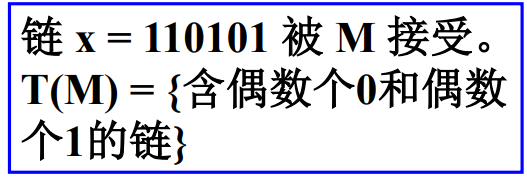 链 x = 110101 被 M 接受。
T(M) = {含偶数个0和偶数
个1的链}